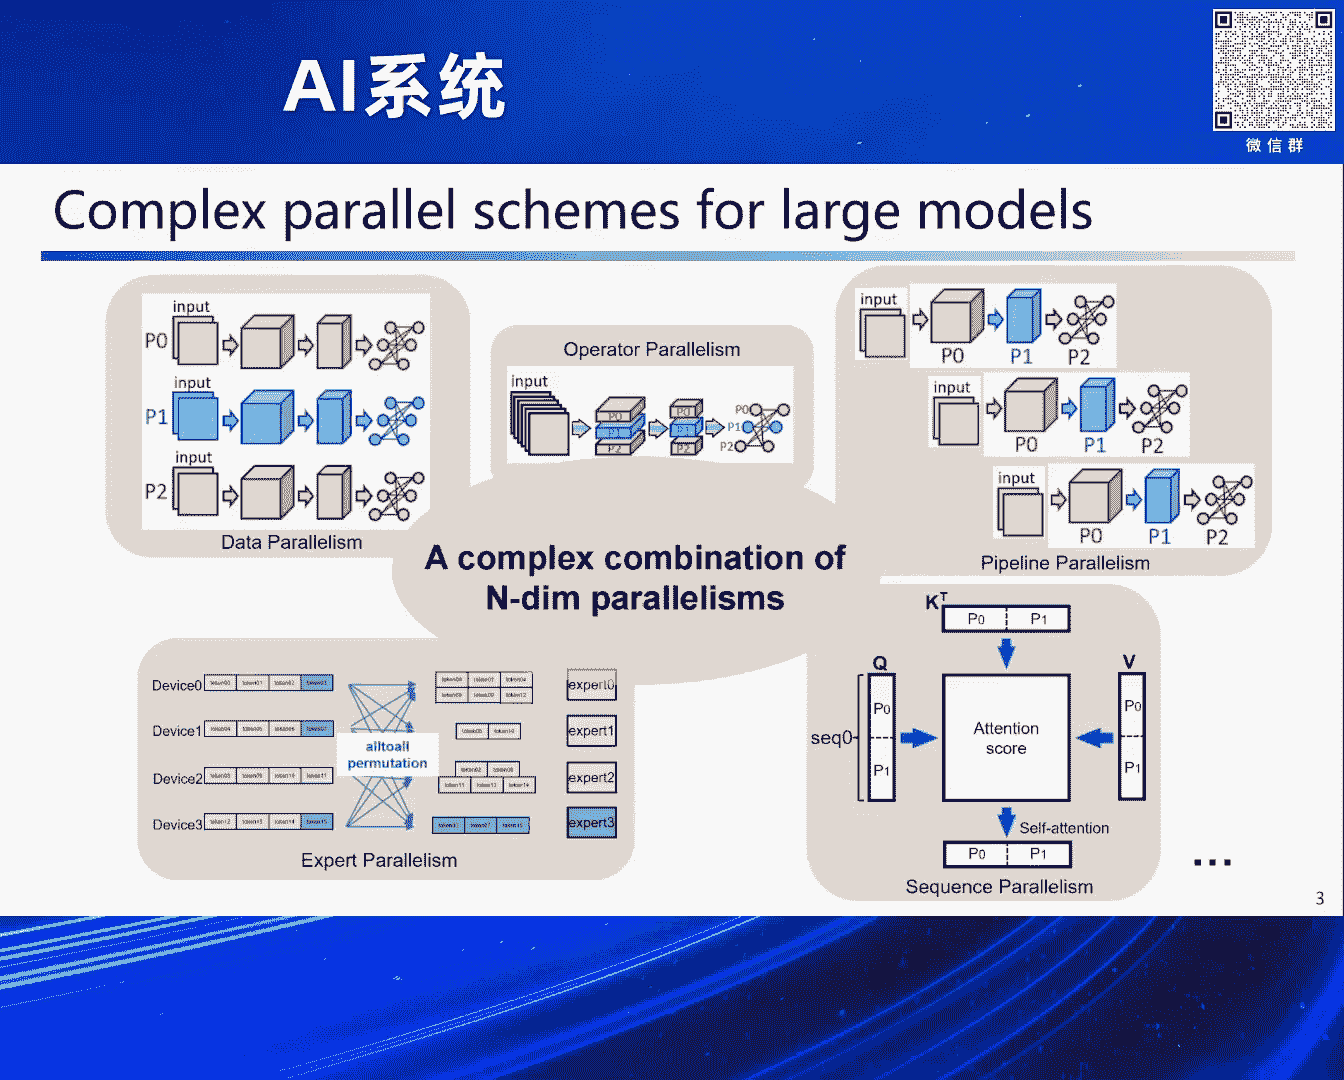 AI系统
微信群
Complex parallel schemes for large models
input
P0
input
P1
input
P2
Data Parallelism
Operator Parallelism
input
P0
P1
P2
P0
P1
P2
P0
P1
P2
input
P0
P1
P2
input
P0
P1
P2
input
P0
P1
P2
Pipeline Parallelism
A complex combination of
N-dim parallelisms
Device0
Device1
Device2
Device3
alltoall
permutation
expert0
expert1
expert2
expert3
Expert Parallelism
K^T
P0 P1
Q
V
P0
P1
seq0
Attention
score
P0
P1
Self-attention
P0 P1
Sequence Parallelism
...
3